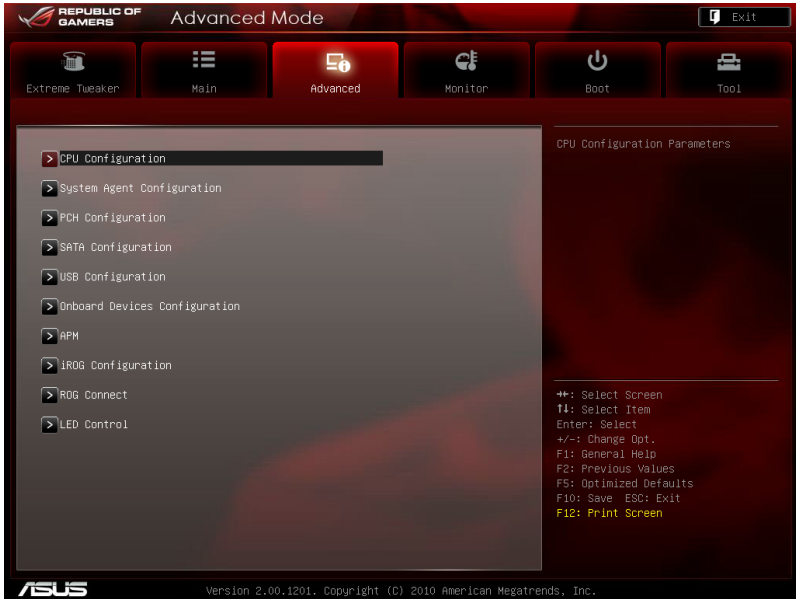 REPUBLIC OF
GAMERS
Advanced Mode
Exit
Extreme Tweaker
Main
Advanced
Monitor
Boot
Tool
CPU Configuration
System Agent Configuration
PCH Configuration
SATA Configuration
USB Configuration
Onboard Devices Configuration
APM
iROG Configuration
ROG Connect
LED Control
CPU Configuration Parameters
→←: Select Screen
↑↓: Select Item
Enter: Select
+/-: Change Opt.
F1: General Help
F2: Previous Values
F5: Optimized Defaults
F10: Save  ESC: Exit
F12: Print Screen
ASUS
Version 2.00.1201. Copyright (C) 2010 American Megatrends, Inc.